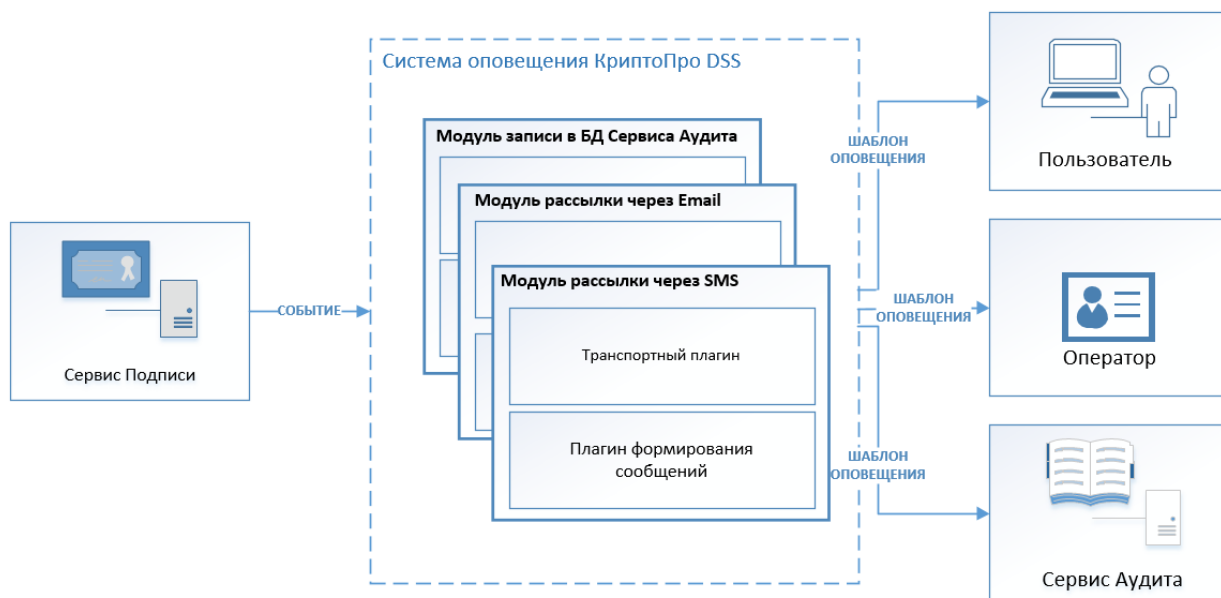 Система оповещения КриптоПро DSS
Модуль записи в БД Сервиса Аудита
Модуль рассылки через Email
Модуль рассылки через SMS
Транспортный плагин
Плагин формирования
сообщений
Сервис Подписи
СОБЫТИЕ
ШАБЛОН
ОПОВЕЩЕНИЯ
Пользователь
ШАБЛОН
ОПОВЕЩЕНИЯ
Оператор
ШАБЛОН
ОПОВЕЩЕНИЯ
Сервис Аудита